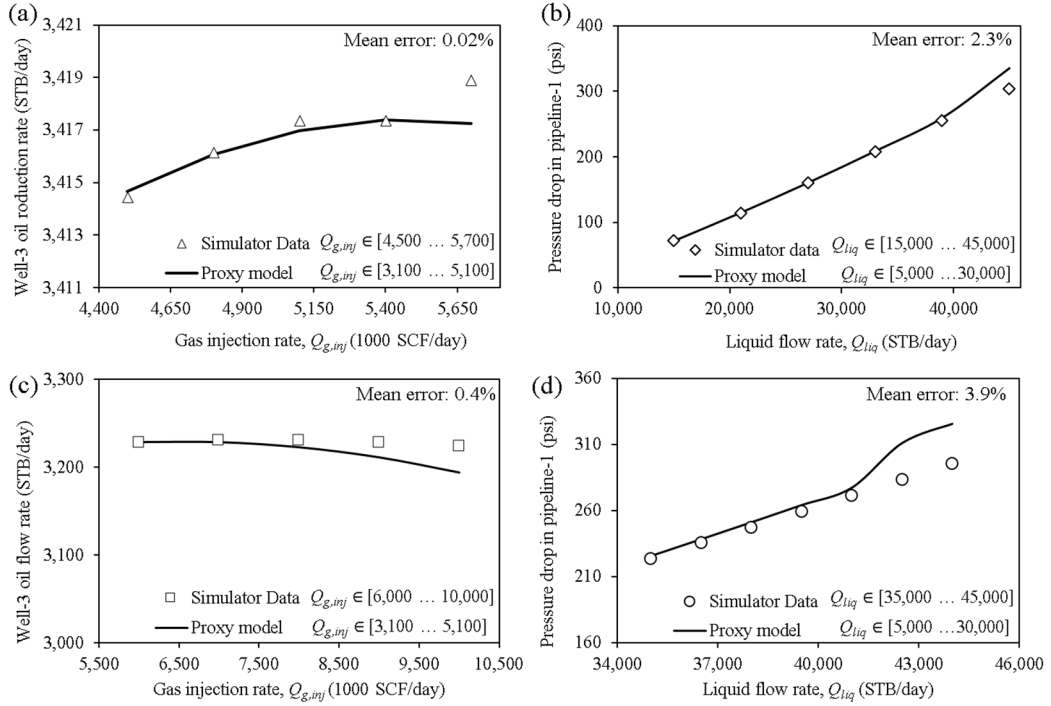 (a)
Mean error: 0.02%
Well-3 oil roduction rate (STB/day)
3,421
3,419
3,417
3,415
3,413
3,411
Simulator Data Qg,inj ∈ [4,500 … 5,700]
Proxy model Qg,inj ∈ [3,100 … 5,100]
4,400 4,650 4,900 5,150 5,400 5,650
Gas injection rate, Qg,inj (1000 SCF/day)
(b)
Mean error: 2.3%
Pressure drop in pipeline-1 (psi)
400
300
200
100
0
Simulator data Qliq ∈ [15,000 … 45,000]
Proxy model Qliq ∈ [5,000 …30,000]
10,000 20,000 30,000 40,000
Liquid flow rate, Qliq (STB/day)
(c)
Mean error: 0.4%
Well-3 oil flow rate (STB/day)
3,300
3,200
3,100
3,000
Simulator Data Qg,inj ∈ [6,000 … 10,000]
Proxy model Qg,inj ∈ [3,100 … 5,100]
5,500 6,500 7,500 8,500 9,500 10,500
Gas injection rate, Qg,inj (1000 SCF/day)
(d)
Mean error: 3.9%
Pressure drop in pipeline-1 (psi)
360
310
260
210
160
Simulator Data Qliq ∈ [35,000 … 45,000]
Proxy model Qliq ∈ [5,000 …30,000]
34,000 37,000 40,000 43,000 46,000
Liquid flow rate, Qliq (STB/day)